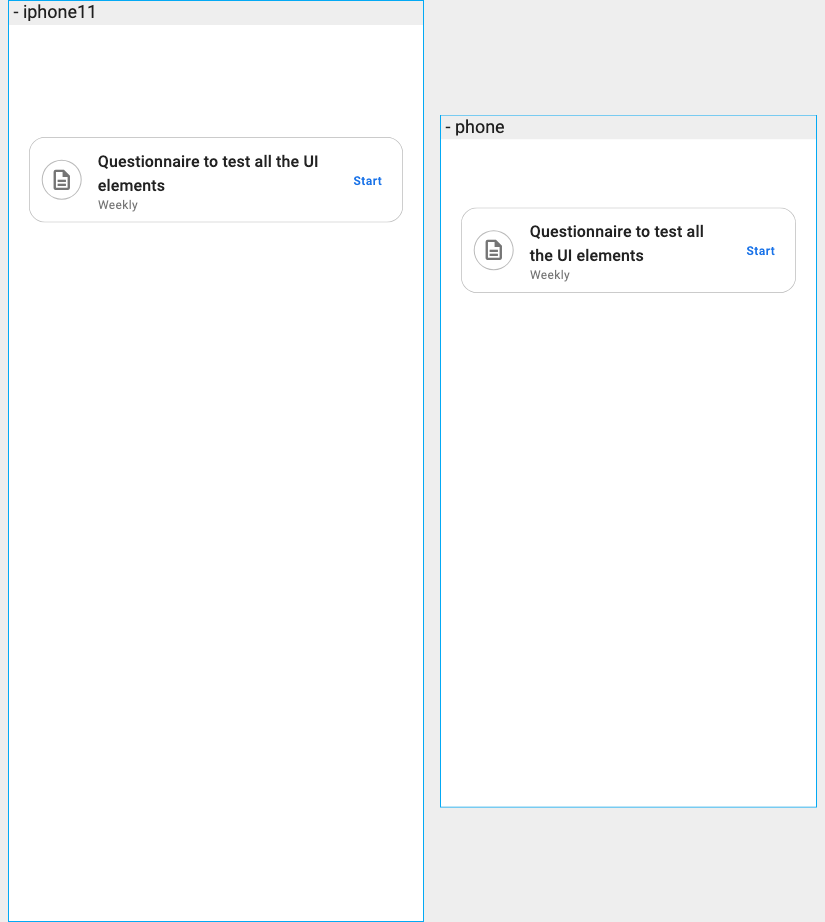 - iphone11
Questionnaire to test all the UI
elements
Weekly
Start
- phone
Questionnaire to test all
the UI elements
Weekly
Start